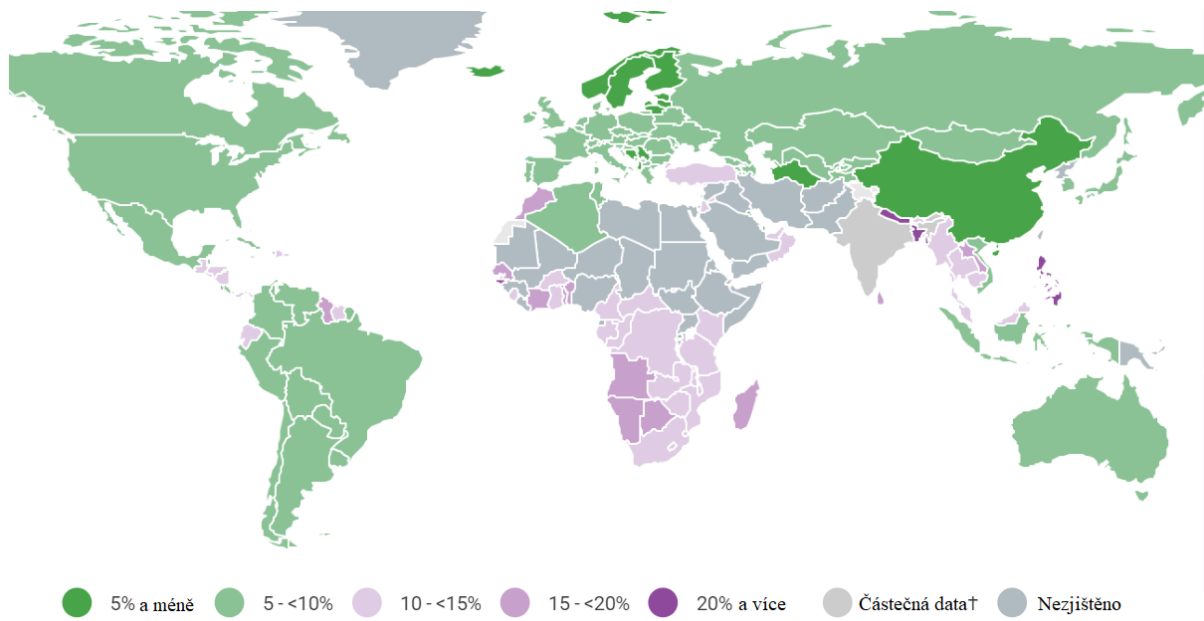 5% a méně 5 - <10% 10 - <15% 15 - <20% 20% a více Částečná data† Nezjištěno